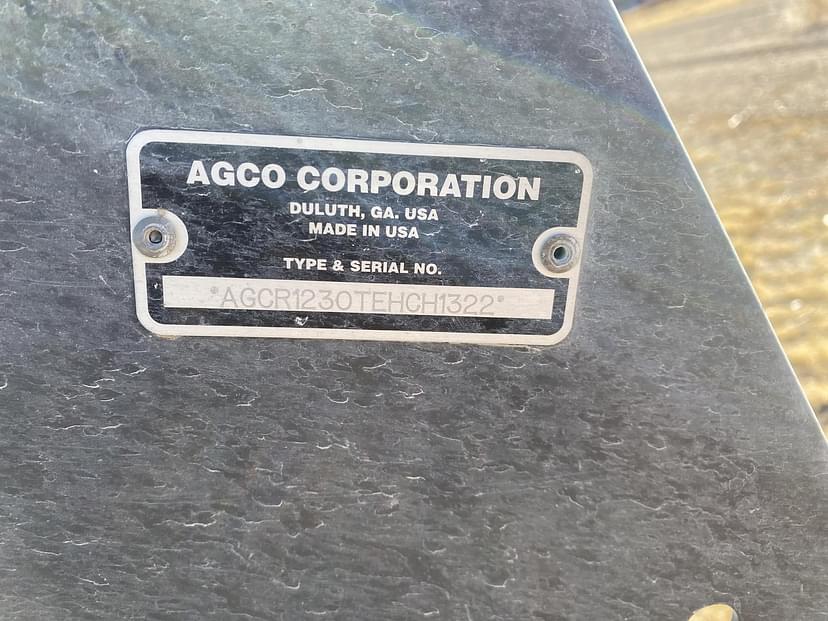 AGCO CORPORATION
DULUTH, GA. USA
MADE IN USA
TYPE & SERIAL NO.
*AGCR1230TEHCH1322*